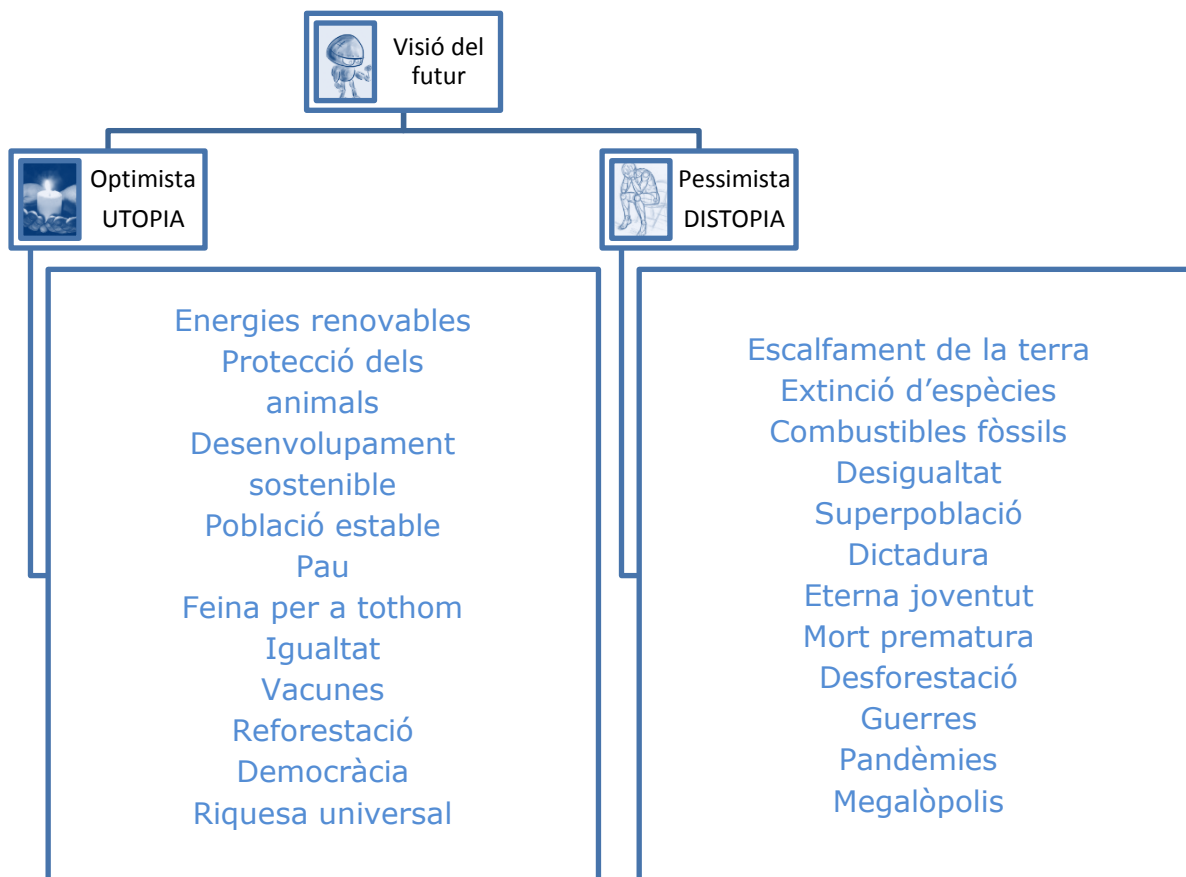 Visió del
futur
Optimista
UTOPIA
Pessimista
DISTOPIA
Energies renovables
Protecció dels
animals
Desenvolupament
sostenible
Població estable
Pau
Feina per a tothom
Igualtat
Vacunes
Reforestació
Democràcia
Riquesa universal
Escalfament de la terra
Extinció d’espècies
Combustibles fòssils
Desigualtat
Superpoblació
Dictadura
Eterna joventut
Mort prematura
Desforestació
Guerres
Pandèmies
Megalòpolis